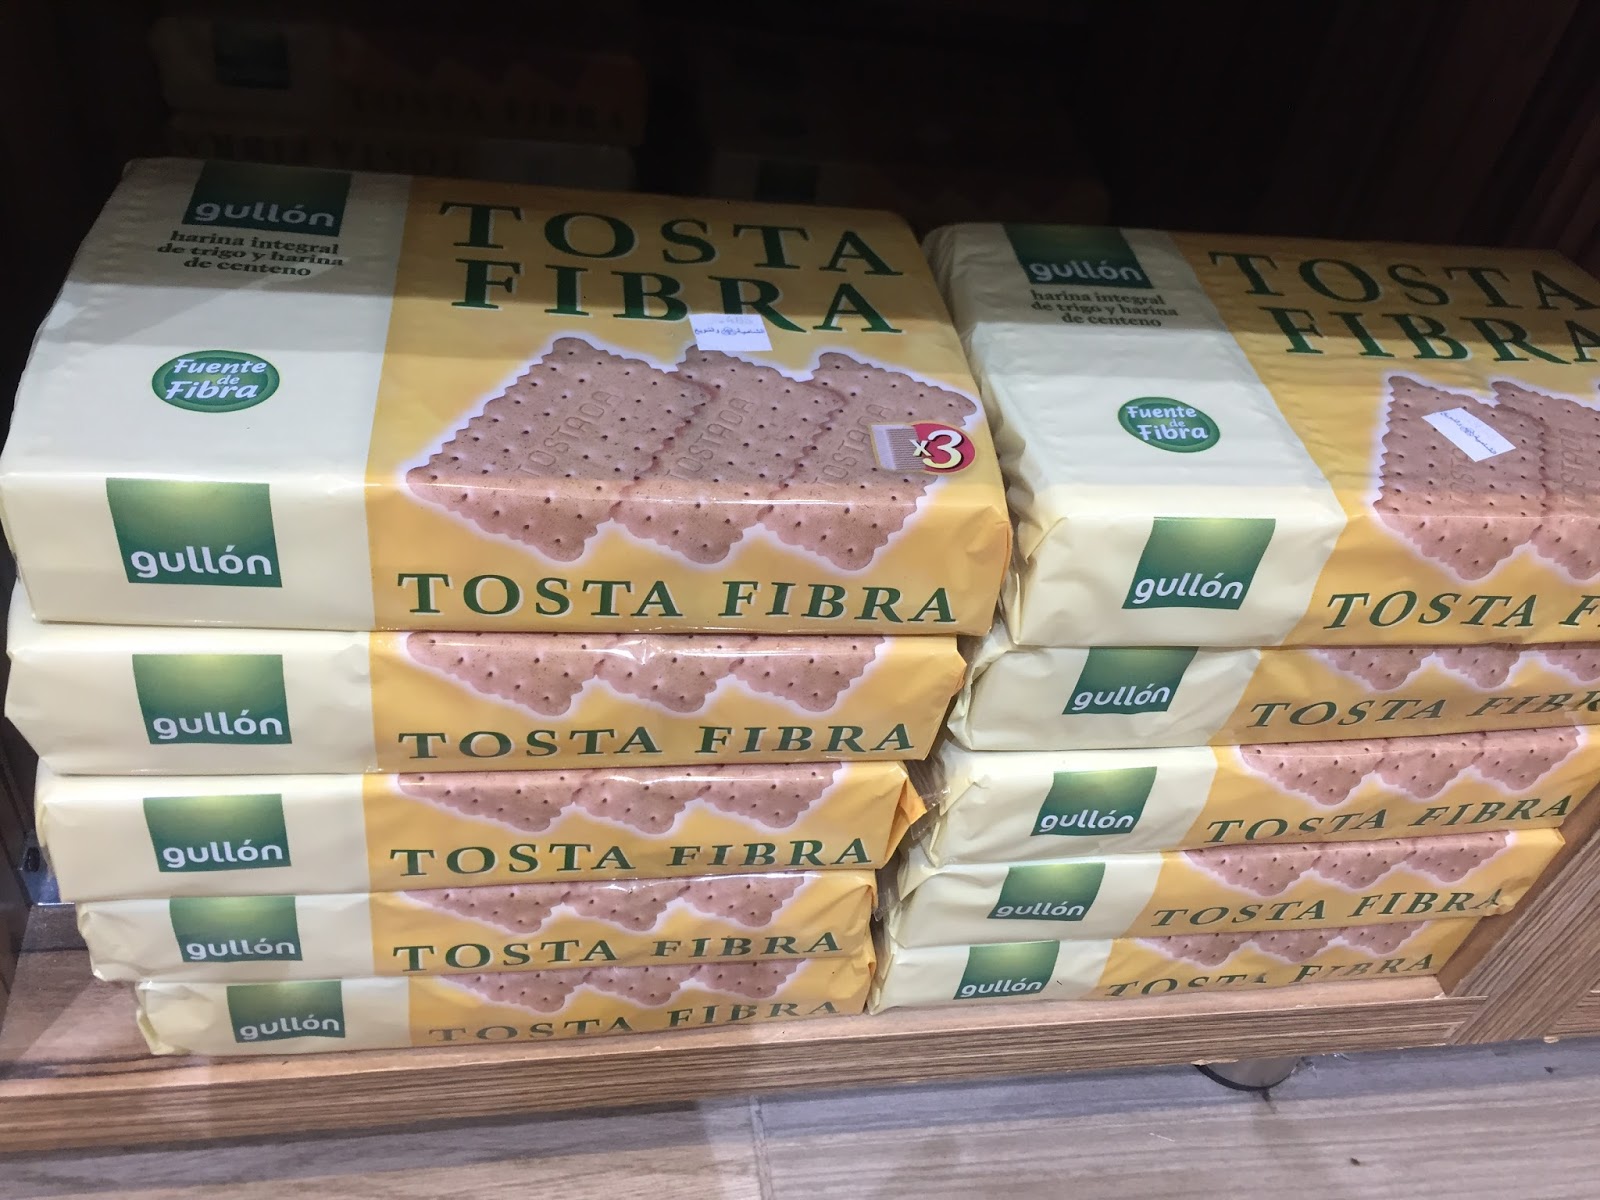 TOSTA FIBRA
gullón
harina integral
de trigo y harina
de centeno
TOSTA
FIBRA
Fuente
de
Fibra
TOSTADA
TOSTADA
TOSTADA
x3
gullón
TOSTA FIBRA
gullón
TOSTA FIBRA
gullón
TOSTA FIBRA
gullón
TOSTA FIBRA
gullón
TOSTA FIBRA
gullón
harina integral
de trigo y harina
de centeno
TOSTA
FIBRA
Fuente
de
Fibra
gullón
TOSTA
gullón
TOSTA
gullón
TOSTA FIBRA
gullón
TOSTA FIBRA
gullón
TOSTA FIBRA